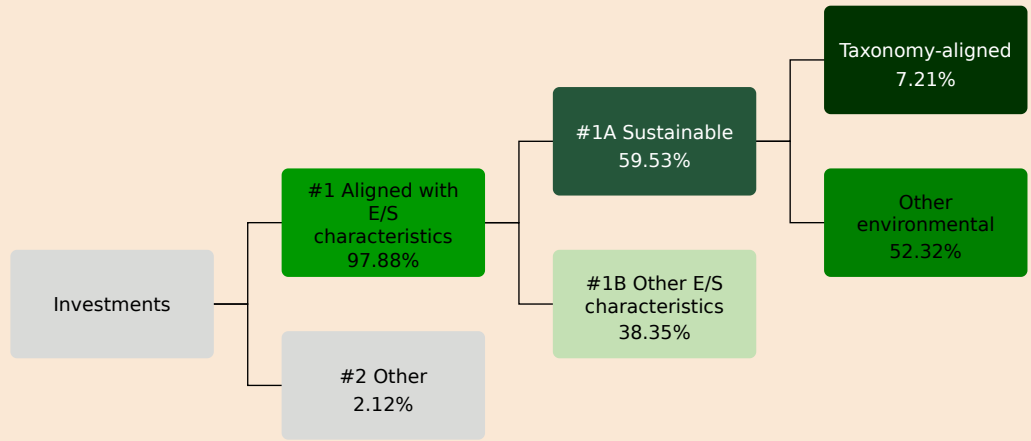 Investments
#1 Aligned with
E/S
characteristics
97.88%
#2 Other
2.12%
#1A Sustainable
59.53%
#1B Other E/S
characteristics
38.35%
Taxonomy-aligned
7.21%
Other
environmental
52.32%